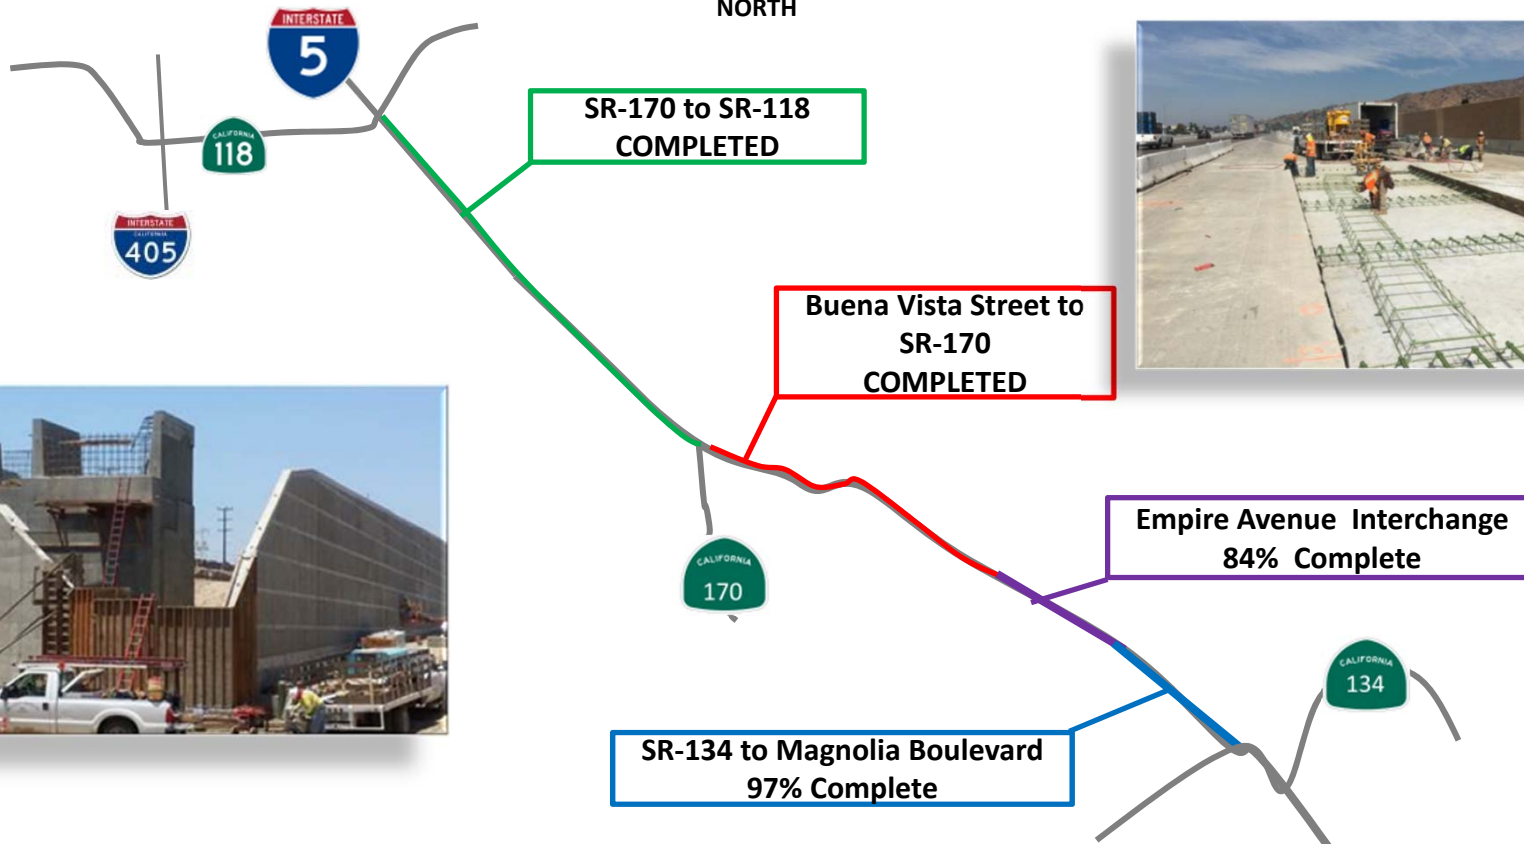 NORTH
INTERSTATE
5
SR-170 to SR-118
COMPLETED
CALIFORNIA
118
INTERSTATE
CALIFORNIA
405
Buena Vista Street to
SR-170
COMPLETED
Empire Avenue  Interchange
84%  Complete
CALIFORNIA
170
CALIFORNIA
134
SR-134 to Magnolia Boulevard
97% Complete